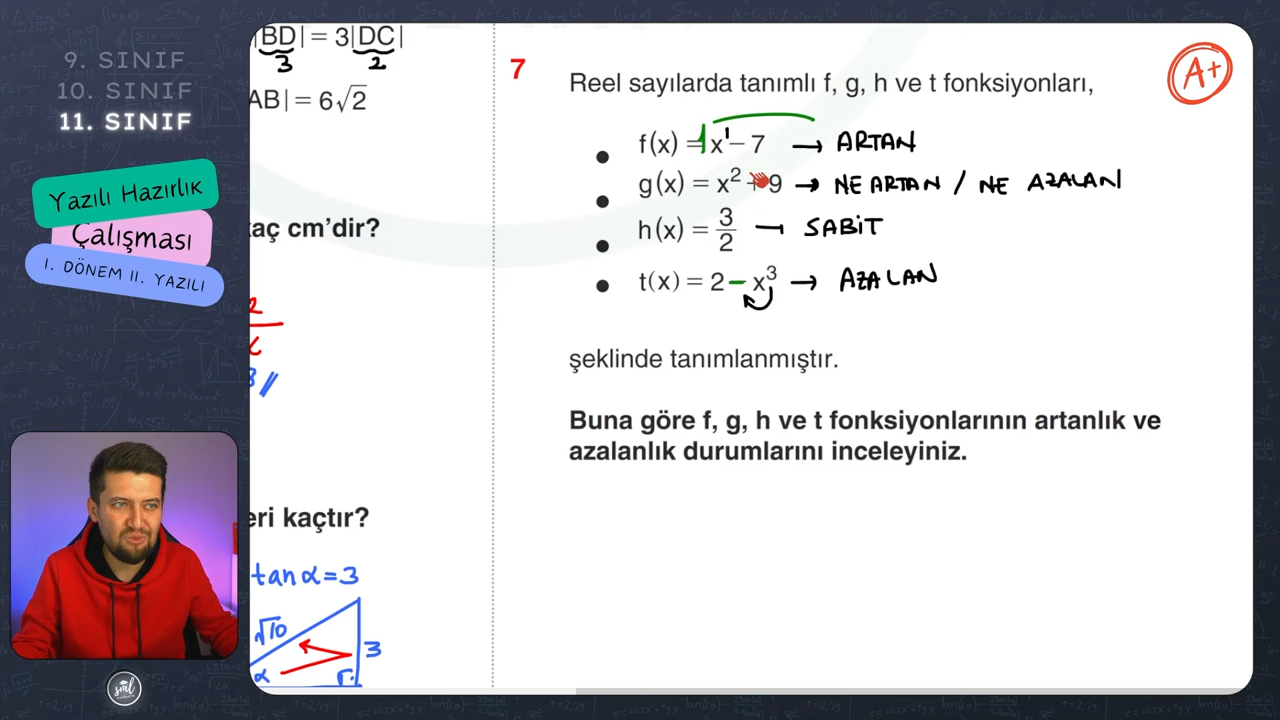 9. SINIF
10. SINIF
11. SINIF
Yazılı Hazırlık
Çalışması
I. DÖNEM II. YAZILI
|BD| = 3|DC|
3 2
AB| = 6√2
kaç cm'dir?
2
8 //
eri kaçtır?
tan α = 3
√10
3
α
sml
7
A+
Reel sayılarda tanımlı f, g, h ve t fonksiyonları,
• f(x) = 1x¹ − 7 → ARTAN
• g(x) = x² + 9 → NE ARTAN / NE AZALAN
• h(x) = 3/2 → SABİT
• t(x) = 2 − x³ → AZALAN
şeklinde tanımlanmıştır.
Buna göre f, g, h ve t fonksiyonlarının artanlık ve
azalanlık durumlarını inceleyiniz.